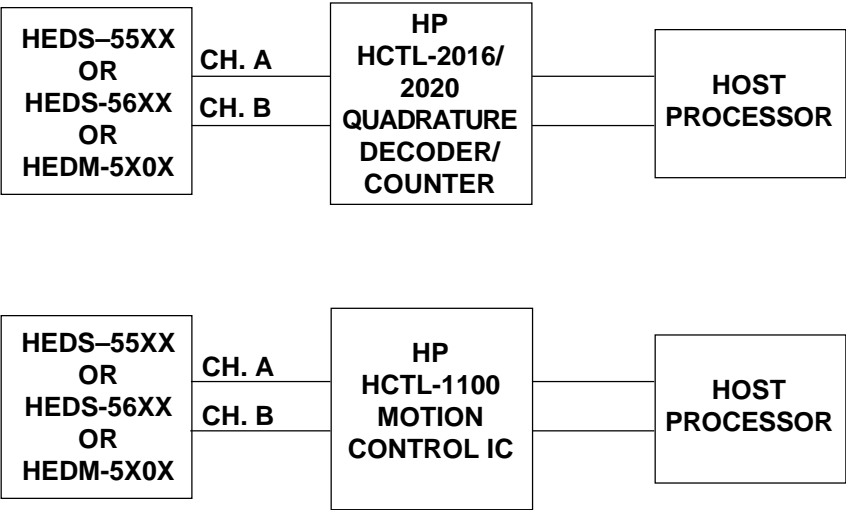 HEDS–55XX
OR
HEDS-56XX
OR
HEDM-5X0X
CH. A
CH. B
HP
HCTL-2016/
2020
QUADRATURE
DECODER/
COUNTER
HOST
PROCESSOR
HEDS–55XX
OR
HEDS-56XX
OR
HEDM-5X0X
CH. A
CH. B
HP
HCTL-1100
MOTION
CONTROL IC
HOST
PROCESSOR